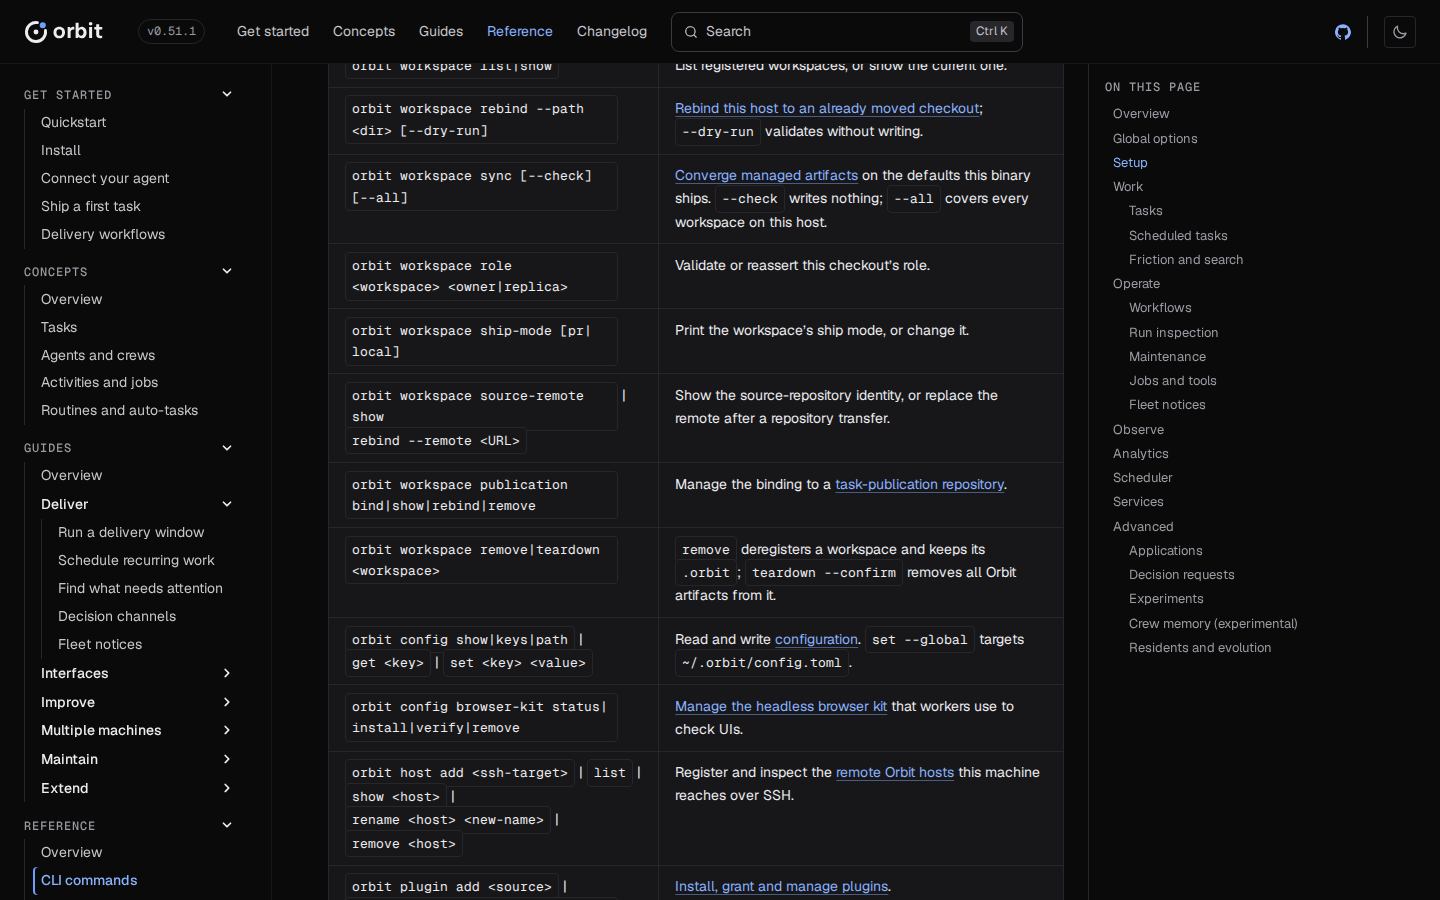 orbit
v0.51.1
Get started
Concepts
Guides
Reference
Changelog
Search
Ctrl K
GET STARTED
Quickstart
Install
Connect your agent
Ship a first task
Delivery workflows
CONCEPTS
Overview
Tasks
Agents and crews
Activities and jobs
Routines and auto-tasks
GUIDES
Overview
Deliver
Run a delivery window
Schedule recurring work
Find what needs attention
Decision channels
Fleet notices
Interfaces
Improve
Multiple machines
Maintain
Extend
REFERENCE
Overview
CLI commands
orbit workspace list|show
List registered workspaces, or show the current one.
orbit workspace rebind --path
<dir> [--dry-run]
Rebind this host to an already moved checkout;
--dry-run validates without writing.
orbit workspace sync [--check]
[--all]
Converge managed artifacts on the defaults this binary
ships. --check writes nothing; --all covers every
workspace on this host.
orbit workspace role
<workspace> <owner|replica>
Validate or reassert this checkout's role.
orbit workspace ship-mode [pr|
local]
Print the workspace's ship mode, or change it.
orbit workspace source-remote |
show
rebind --remote <URL>
Show the source-repository identity, or replace the
remote after a repository transfer.
orbit workspace publication
bind|show|rebind|remove
Manage the binding to a task-publication repository.
orbit workspace remove|teardown
<workspace>
remove deregisters a workspace and keeps its
.orbit; teardown --confirm removes all Orbit
artifacts from it.
orbit config show|keys|path |
get <key> | set <key> <value>
Read and write configuration. set --global targets
~/.orbit/config.toml.
orbit config browser-kit status|
install|verify|remove
Manage the headless browser kit that workers use to
check UIs.
orbit host add <ssh-target> | list |
show <host> |
rename <host> <new-name> |
remove <host>
Register and inspect the remote Orbit hosts this machine
reaches over SSH.
orbit plugin add <source> |
Install, grant and manage plugins.
ON THIS PAGE
Overview
Global options
Setup
Work
Tasks
Scheduled tasks
Friction and search
Operate
Workflows
Run inspection
Maintenance
Jobs and tools
Fleet notices
Observe
Analytics
Scheduler
Services
Advanced
Applications
Decision requests
Experiments
Crew memory (experimental)
Residents and evolution